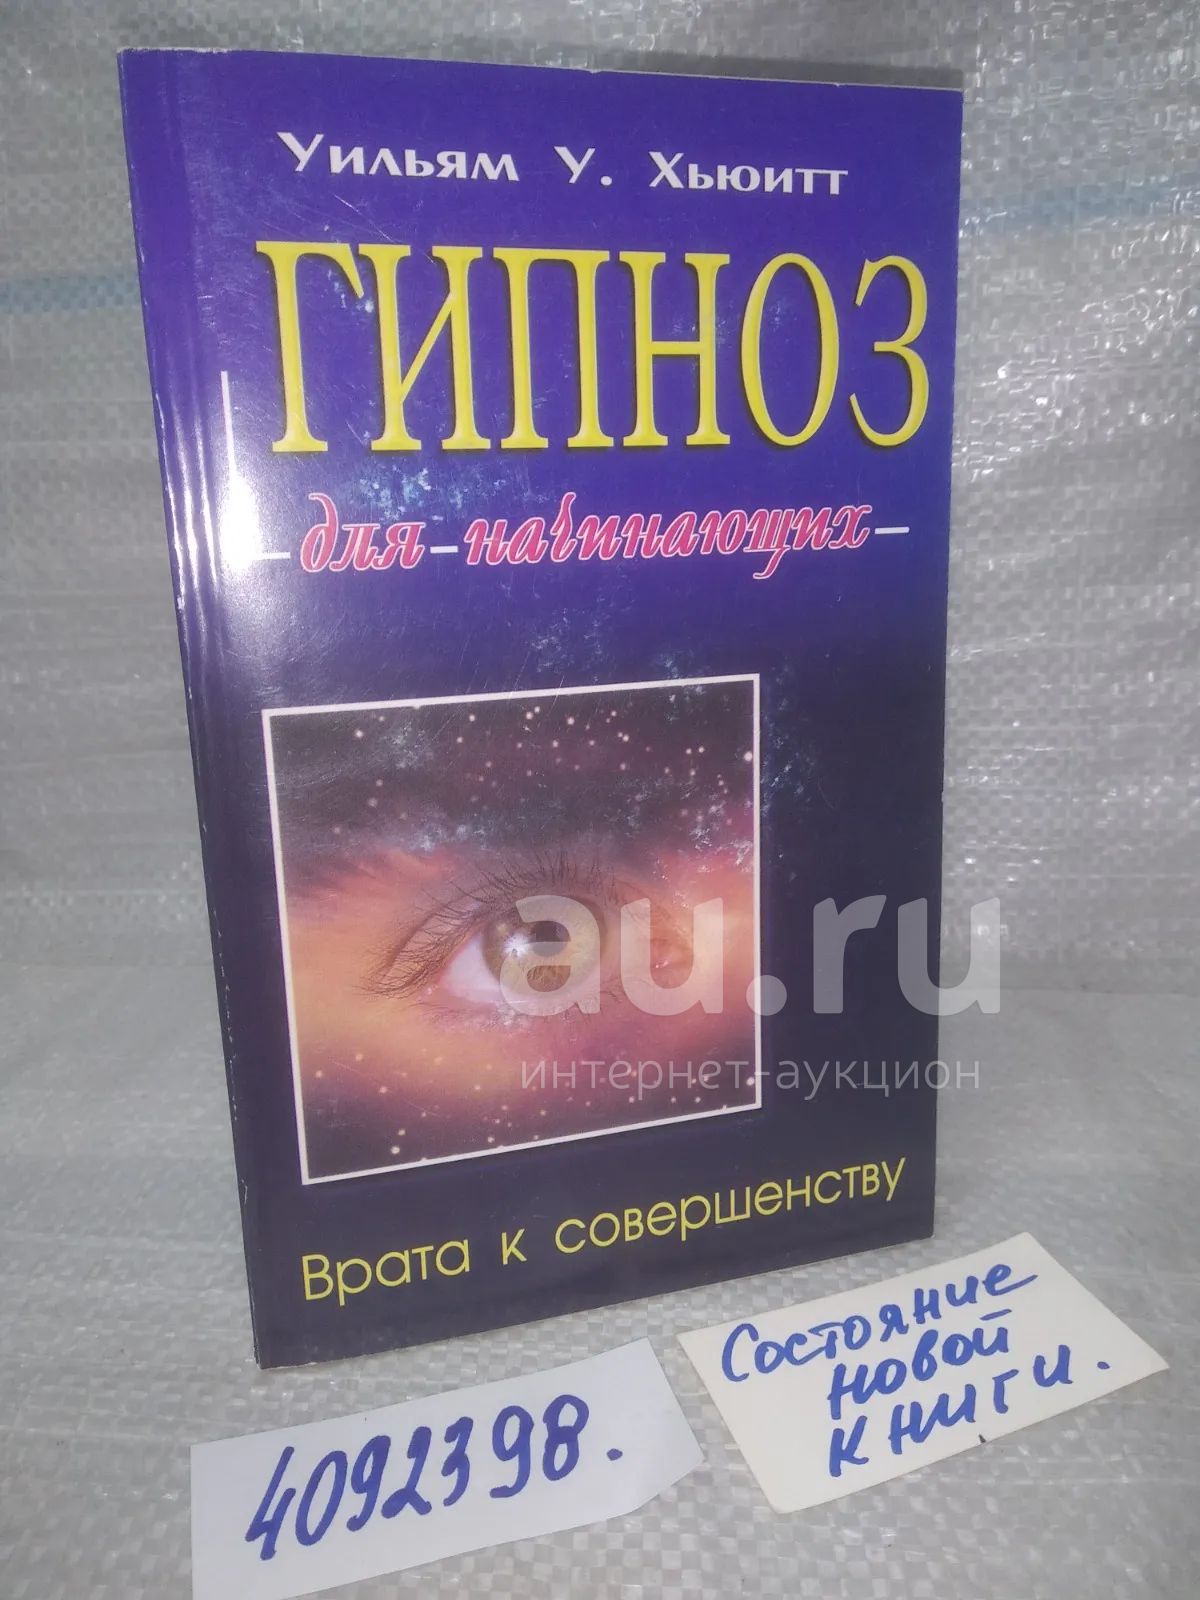 Уильям У. Хьюитт
ГИПНОЗ
для-начинающих
au.ru
интернет-аукцион
Врата к совершенству
4092398.
Состояние
новой
книги.